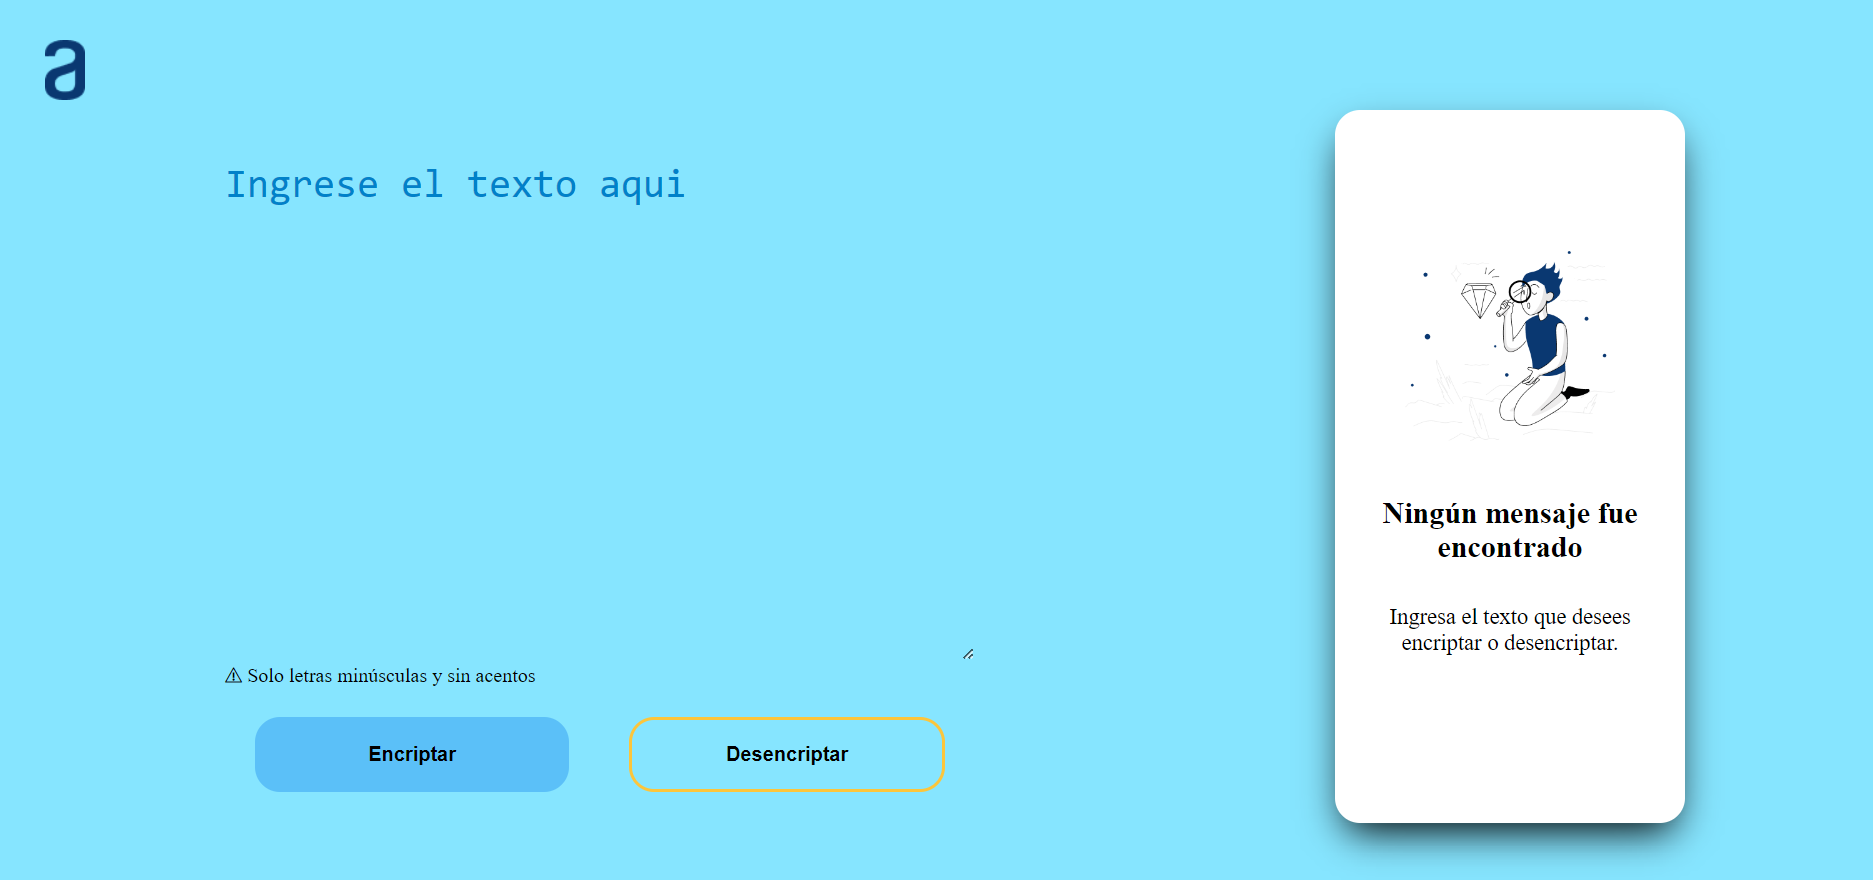 a
Ingrese el texto aqui
⚠ Solo letras minúsculas y sin acentos
Encriptar
Desencriptar
Ningún mensaje fue
encontrado
Ingresa el texto que desees
encriptar o desencriptar.